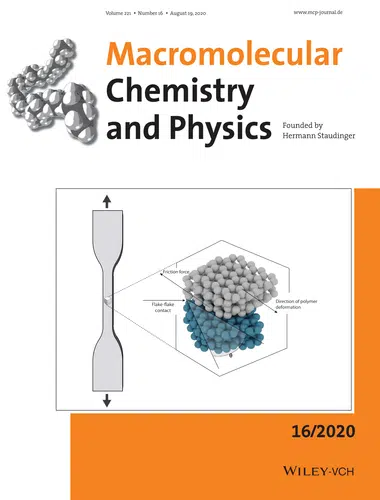 Volume 221 • Number 16 • August 19, 2020
www.mcp-journal.de
Macromolecular
Chemistry
and Physics
Founded by
Hermann Staudinger
Friction force
Flake-flake
contact
Direction of polymer
deformation
θ
16/2020
WILEY-VCH